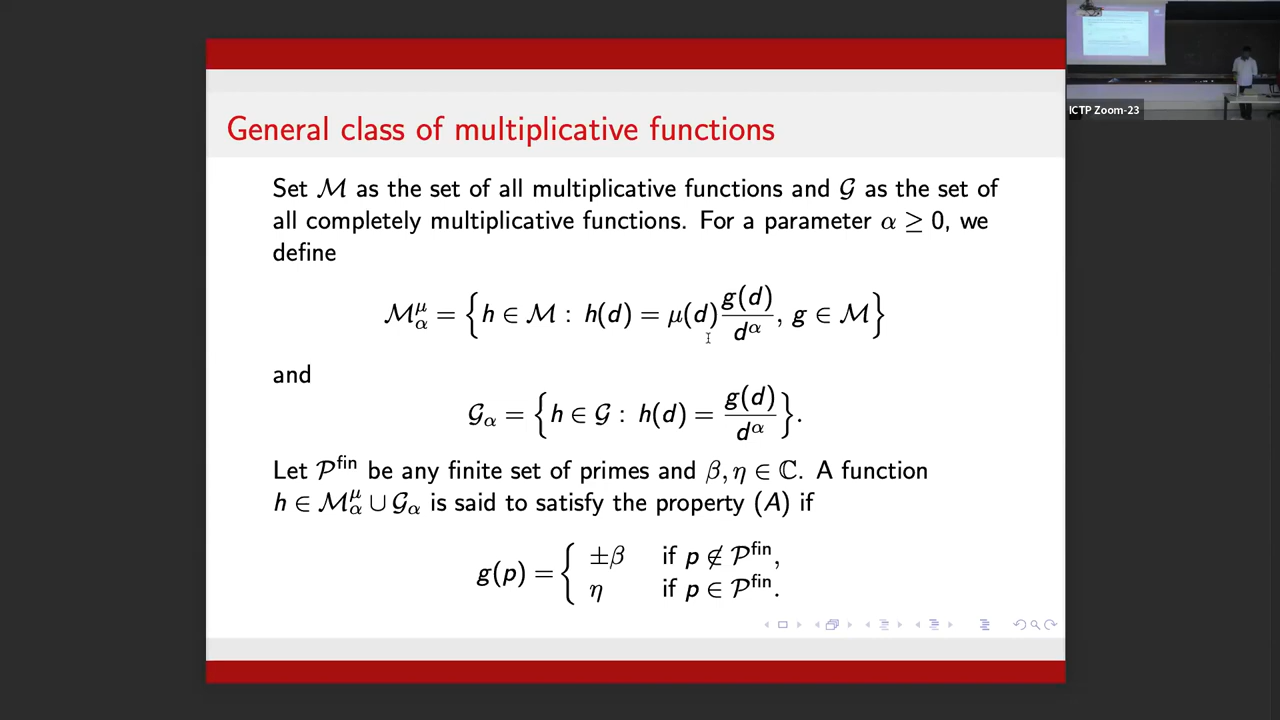 General class of multiplicative functions
Set ℳ as the set of all multiplicative functions and 𝒢 as the set of
all completely multiplicative functions. For a parameter α ≥ 0, we
define
ℳ_α^μ = {h ∈ ℳ : h(d) = μ(d) g(d)/d^α, g ∈ ℳ}
and
𝒢_α = {h ∈ 𝒢 : h(d) = g(d)/d^α}.
Let 𝒫^fin be any finite set of primes and β, η ∈ ℂ. A function
h ∈ ℳ_α^μ ∪ 𝒢_α is said to satisfy the property (A) if
g(p) = { ±β if p ∉ 𝒫^fin,
η if p ∈ 𝒫^fin.
ICTP Zoom-23